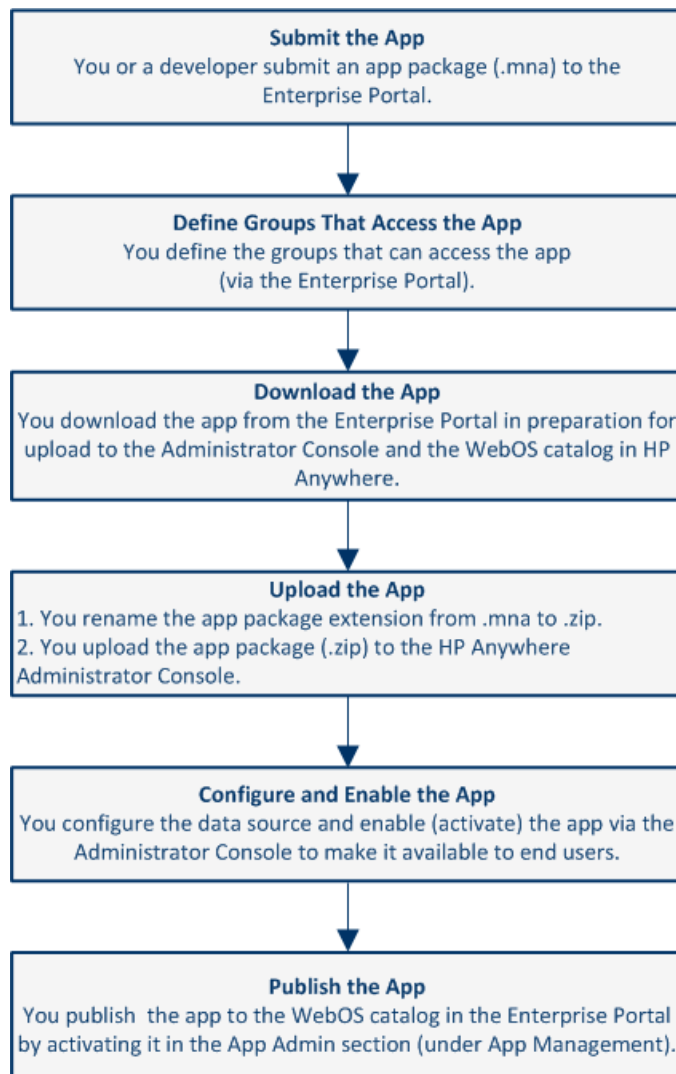 Submit the App
You or a developer submit an app package (.mna) to the
Enterprise Portal.
Define Groups That Access the App
You define the groups that can access the app
(via the Enterprise Portal).
Download the App
You download the app from the Enterprise Portal in preparation for
upload to the Administrator Console and the WebOS catalog in HP
Anywhere.
Upload the App
1. You rename the app package extension from .mna to .zip.
2. You upload the app package (.zip) to the HP Anywhere
Administrator Console.
Configure and Enable the App
You configure the data source and enable (activate) the app via the
Administrator Console to make it available to end users.
Publish the App
You publish the app to the WebOS catalog in the Enterprise Portal
by activating it in the App Admin section (under App Management).